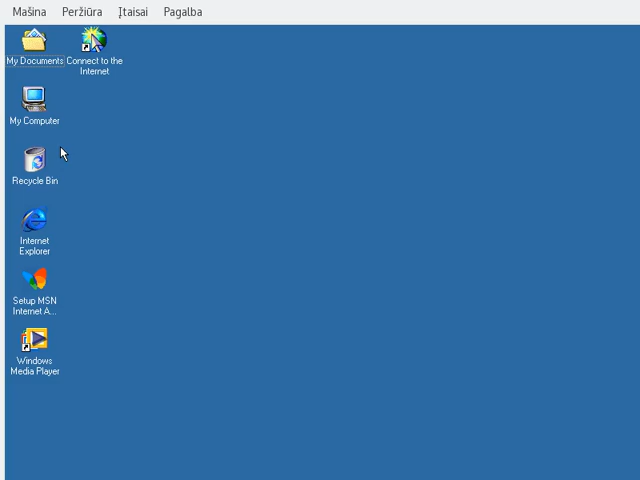 Mašina Peržiūra Įtaisai Pagalba
My Documents
Connect to the
Internet
My Computer
Recycle Bin
Internet
Explorer
Setup MSN
Internet A...
Windows
Media Player